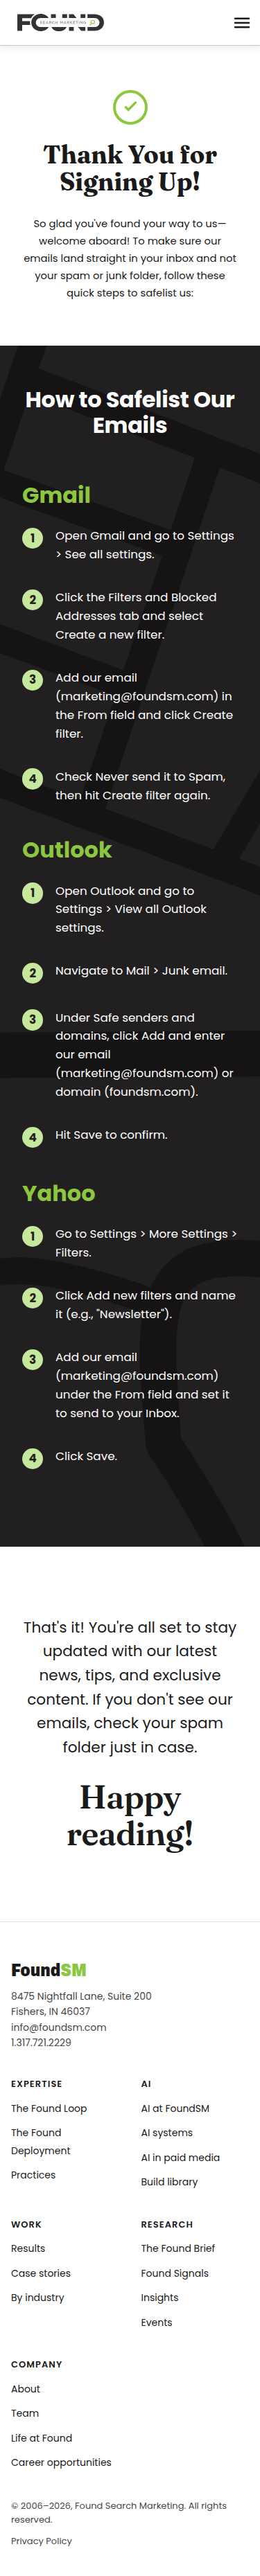 FOUND
SEARCH MARKETING
Thank You for
Signing Up!
So glad you've found your way to us—
welcome aboard! To make sure our
emails land straight in your inbox and not
your spam or junk folder, follow these
quick steps to safelist us:
How to Safelist Our
Emails
Gmail
1 Open Gmail and go to Settings
> See all settings.
2 Click the Filters and Blocked
Addresses tab and select
Create a new filter.
3 Add our email
(marketing@foundsm.com) in
the From field and click Create
filter.
4 Check Never send it to Spam,
then hit Create filter again.
Outlook
1 Open Outlook and go to
Settings > View all Outlook
settings.
2 Navigate to Mail > Junk email.
3 Under Safe senders and
domains, click Add and enter
our email
(marketing@foundsm.com) or
domain (foundsm.com).
4 Hit Save to confirm.
Yahoo
1 Go to Settings > More Settings >
Filters.
2 Click Add new filters and name
it (e.g., "Newsletter").
3 Add our email
(marketing@foundsm.com)
under the From field and set it
to send to your Inbox.
4 Click Save.
That's it! You're all set to stay
updated with our latest
news, tips, and exclusive
content. If you don't see our
emails, check your spam
folder just in case.
Happy
reading!
FoundSM
8475 Nightfall Lane, Suite 200
Fishers, IN 46037
info@foundsm.com
1.317.721.2229
EXPERTISE
The Found Loop
The Found
Deployment
Practices
AI
AI at FoundSM
AI systems
AI in paid media
Build library
WORK
Results
Case stories
By industry
RESEARCH
The Found Brief
Found Signals
Insights
Events
COMPANY
About
Team
Life at Found
Career opportunities
© 2006–2026, Found Search Marketing. All rights
reserved.
Privacy Policy